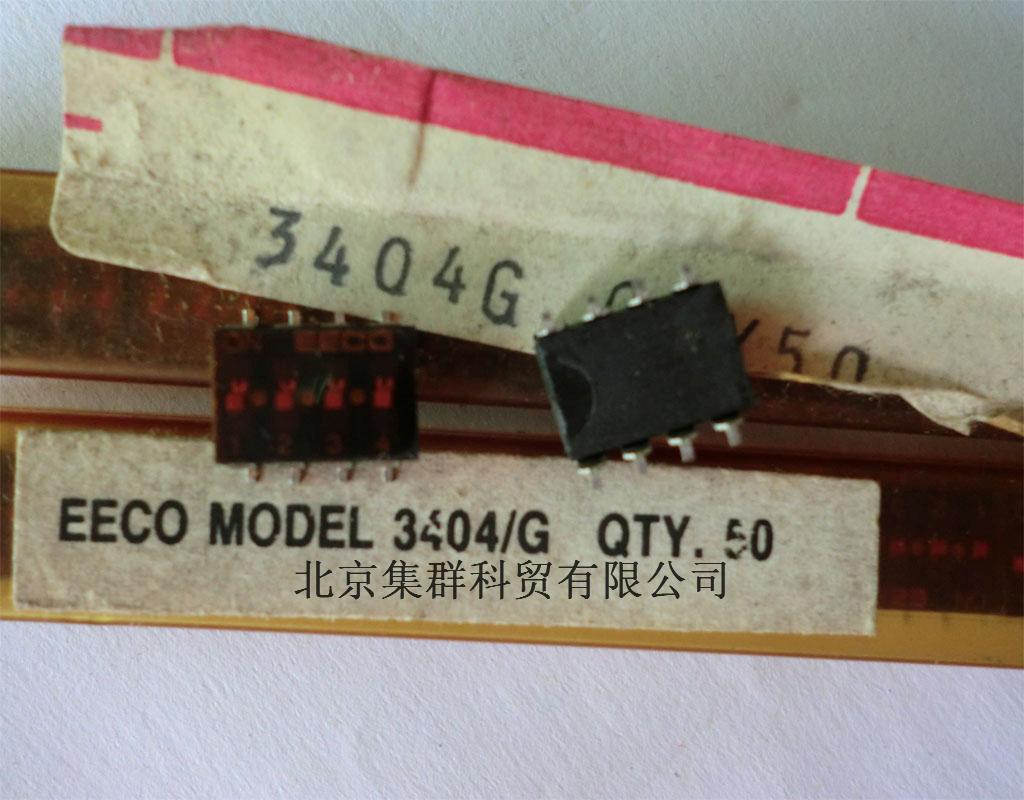 3404G
/50
ON EECO
1 2 3 4
EECO MODEL 3404/G QTY. 50
北京集群科贸有限公司